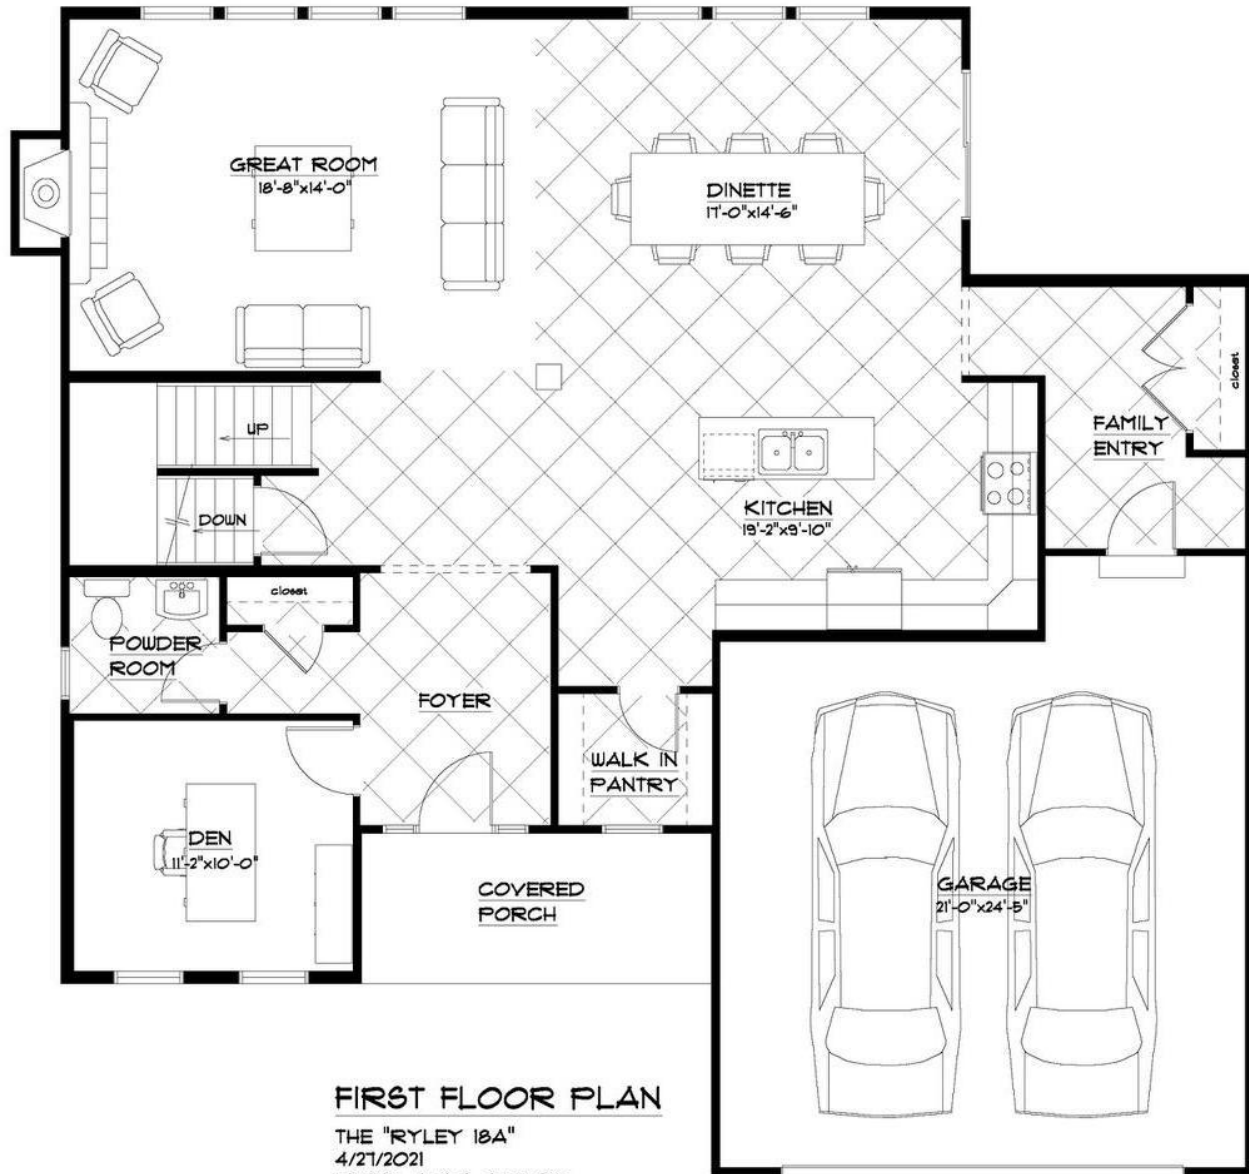 GREAT ROOM
18'-8"x14'-0"
DINETTE
17'-0"x14'-6"
closet
FAMILY
ENTRY
UP
DOWN
KITCHEN
19'-2"x9'-10"
closet
POWDER
ROOM
FOYER
WALK IN
PANTRY
DEN
11'-2"x10'-0"
COVERED
PORCH
GARAGE
21'-0"x24'-5"
FIRST FLOOR PLAN
THE "RYLEY 18A"
4/27/2021